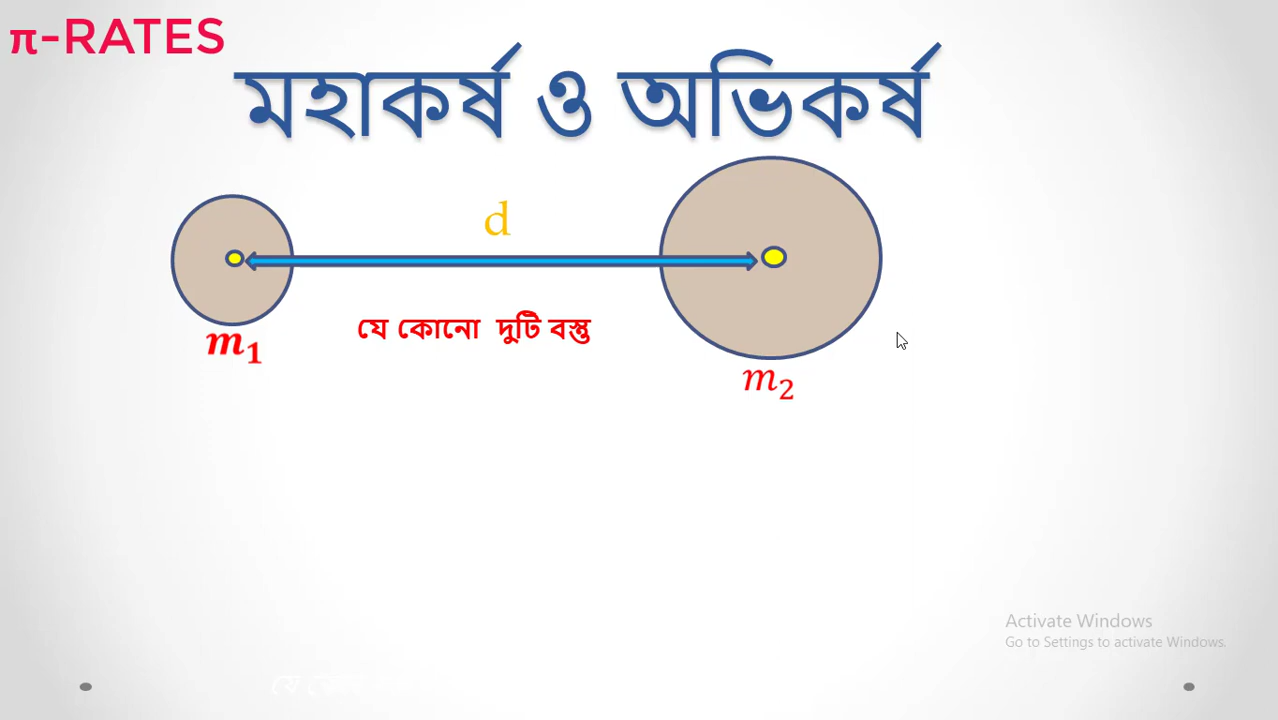 π-RATES
মহাকর্ষ ও অভিকর্ষ
d
যে কোনো দুটি বস্তু
m₁
m₂
Activate Windows
Go to Settings to activate Windows.